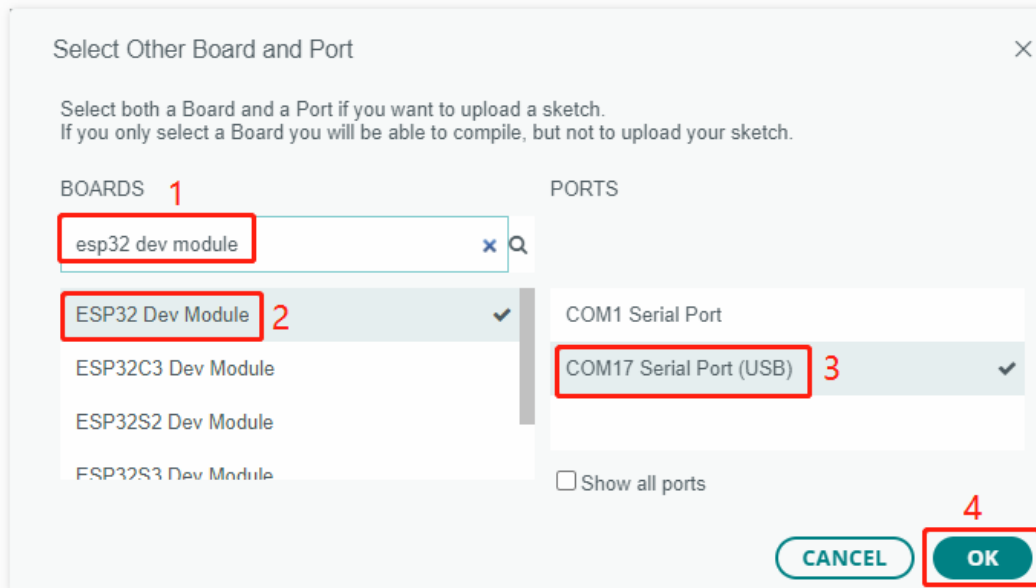 Select Other Board and Port
Select both a Board and a Port if you want to upload a sketch.
If you only select a Board you will be able to compile, but not to upload your sketch.
BOARDS 1
PORTS
esp32 dev module
ESP32 Dev Module 2
ESP32C3 Dev Module
ESP32S2 Dev Module
ESP32S3 Dev Module
COM1 Serial Port
COM17 Serial Port (USB) 3
Show all ports
4
CANCEL
OK